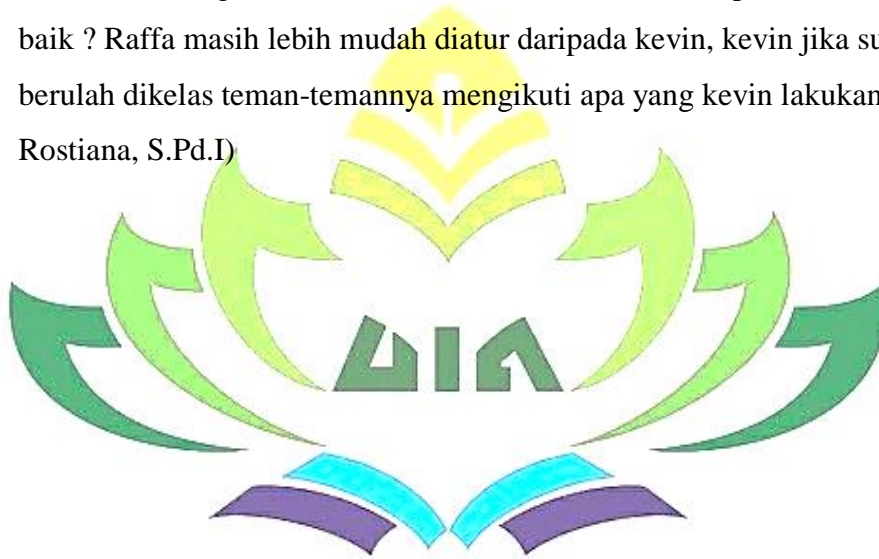 baik ? Raffa masih lebih mudah diatur daripada kevin, kevin jika
berulah dikelas teman-temannya mengikuti apa yang kevin lakukan
Rostiana, S.Pd.I)
UIN